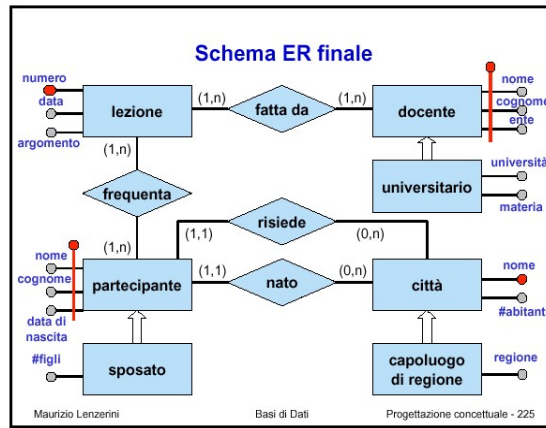 Schema ER finale
numero
data
argomento
lezione
(1,n)
fatta da
(1,n)
docente
nome
cognome
ente
(1,n)
frequenta
universitario
università
materia
risiede
(1,1)
(0,n)
(1,n)
nome
cognome
data di
nascita
partecipante
(1,1)
nato
(0,n)
città
nome
#abitanti
#figli
sposato
capoluogo
di regione
regione
Maurizio Lenzerini
Basi di Dati
Progettazione concettuale - 225